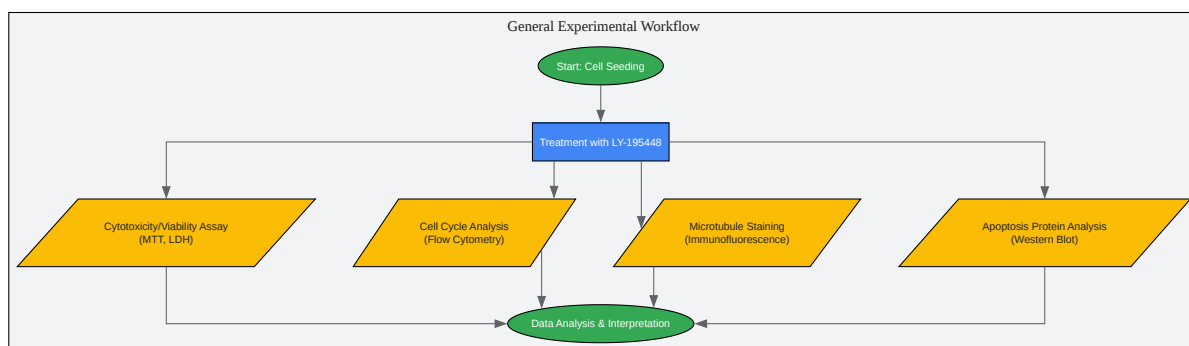 General Experimental Workflow
Start: Cell Seeding
Treatment with LY-195448
Cytotoxicity/Viability Assay
(MTT, LDH)
Cell Cycle Analysis
(Flow Cytometry)
Microtubule Staining
(Immunofluorescence)
Apoptosis Protein Analysis
(Western Blot)
Data Analysis & Interpretation